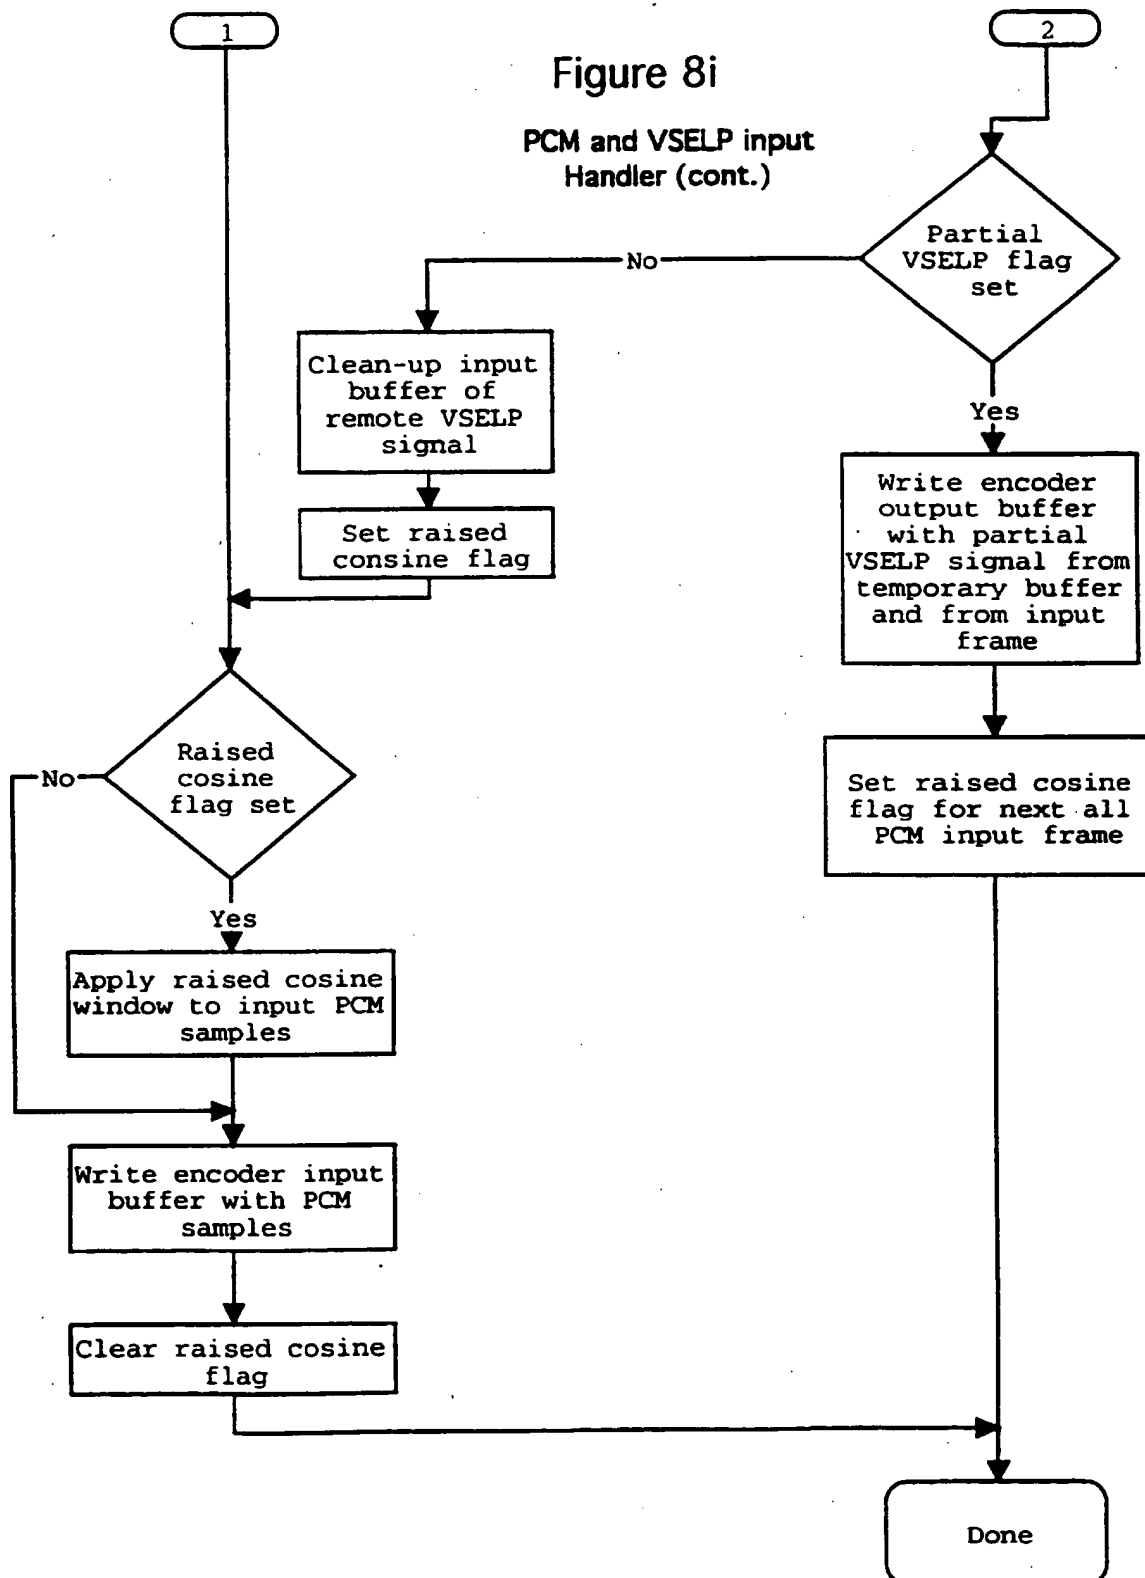 1
2
Figure 8i
PCM and VSELP input
Handler (cont.)
Partial
VSELP flag
set
No
Clean-up input
buffer of
remote VSELP
signal
Yes
Set raised
consine flag
Write encoder
output buffer
with partial
VSELP signal from
temporary buffer
and from input
frame
Raised
cosine
flag set
No
Set raised cosine
flag for next all
PCM input frame
Yes
Apply raised cosine
window to input PCM
samples
Write encoder input
buffer with PCM
samples
Clear raised cosine
flag
Done